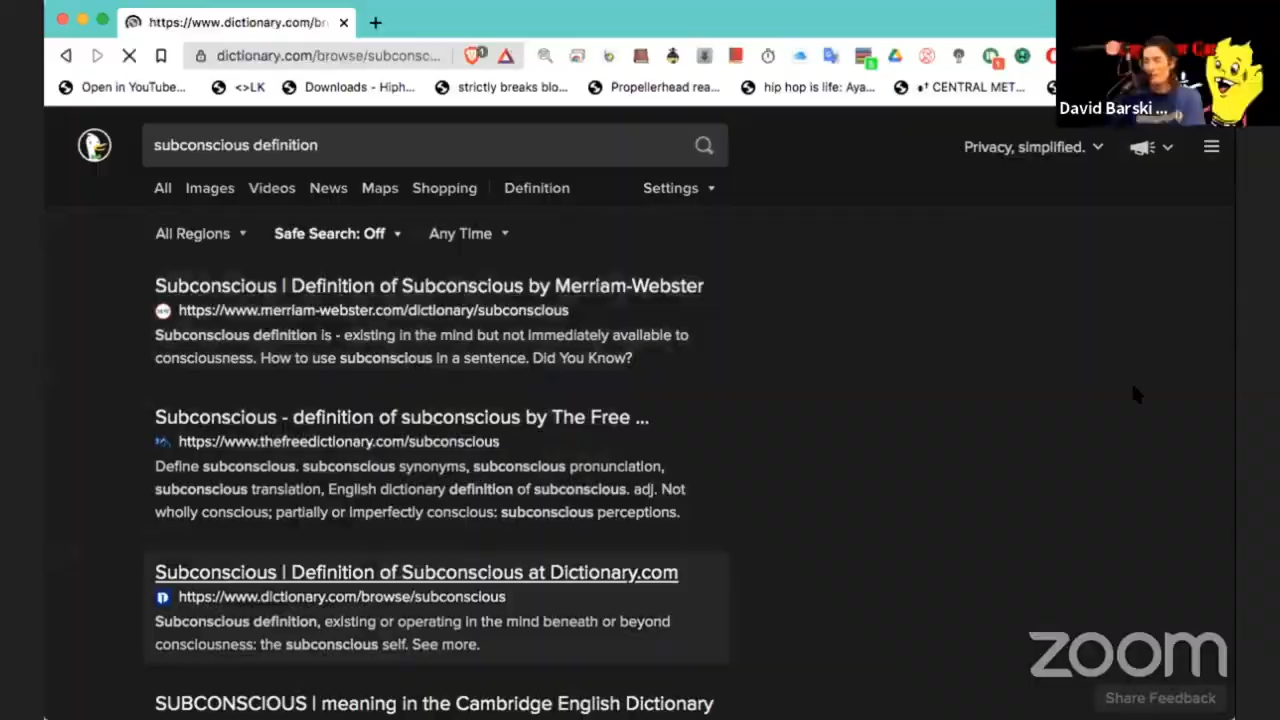 https://www.dictionary.com/br
dictionary.com/browse/subconsc...
Open in YouTube...
<>LK
Downloads - Hiph...
strictly breaks blo...
Propellerhead rea...
hip hop is life: Aya...
CENTRAL MET...
David Barski ...
subconscious definition
Privacy, simplified.
All Images Videos News Maps Shopping Definition Settings
All Regions Safe Search: Off Any Time
Subconscious | Definition of Subconscious by Merriam-Webster
https://www.merriam-webster.com/dictionary/subconscious
Subconscious definition is - existing in the mind but not immediately available to
consciousness. How to use subconscious in a sentence. Did You Know?
Subconscious - definition of subconscious by The Free ...
https://www.thefreedictionary.com/subconscious
Define subconscious. subconscious synonyms, subconscious pronunciation,
subconscious translation, English dictionary definition of subconscious. adj. Not
wholly conscious; partially or imperfectly conscious: subconscious perceptions.
Subconscious | Definition of Subconscious at Dictionary.com
https://www.dictionary.com/browse/subconscious
Subconscious definition, existing or operating in the mind beneath or beyond
consciousness: the subconscious self. See more.
zoom
Share Feedback
SUBCONSCIOUS | meaning in the Cambridge English Dictionary